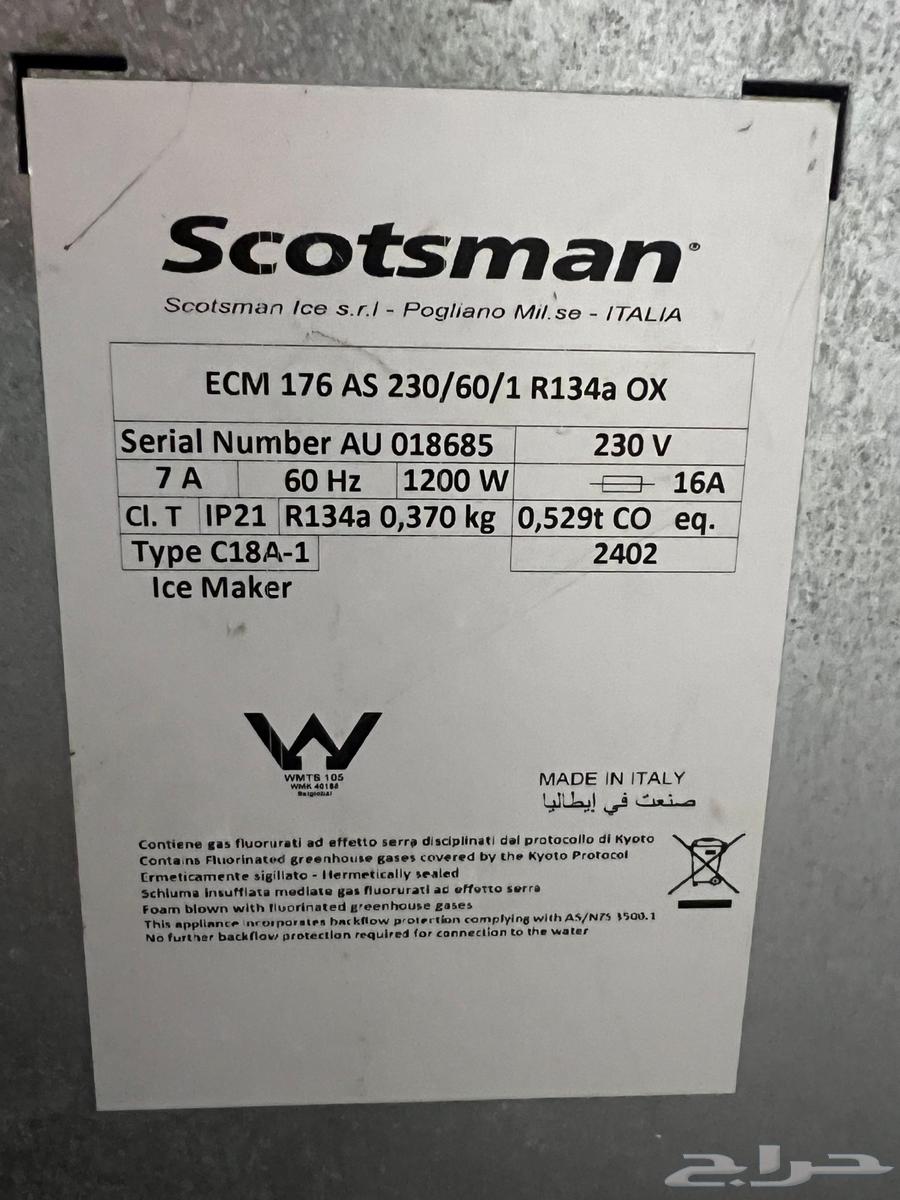 Scotsman®
Scotsman Ice s.r.l - Pogliano Mil.se - ITALIA
ECM 176 AS 230/60/1 R134a OX
Serial Number AU 018685 230 V
7 A 60 Hz 1200 W 16A
Cl. T IP21 R134a 0,370 kg 0,529t CO eq.
Type C18A-1 2402
Ice Maker
WMTS 105
WMK 40188
MADE IN ITALY
صنعت في إيطاليا
Contiene gas fluorurati ad effetto serra disciplinati dal protocollo di Kyoto
Contains Fluorinated greenhouse gases covered by the Kyoto Protocol
Ermeticamente sigillato - Hermetically sealed
Schiuma insufflata mediate gas fluorurati ad effetto serra
Foam blown with fluorinated greenhouse gases
This appliance incorporates backflow protection complying with AS/NZS 3500.1
No further backflow protection required for connection to the water
حراج